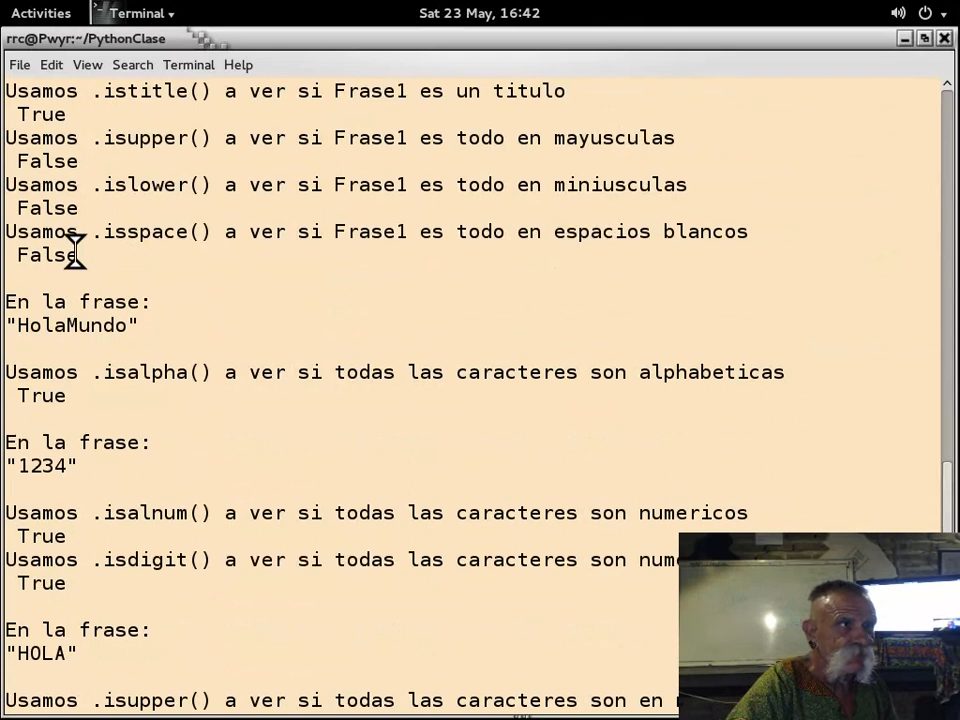 Activities
Terminal
Sat 23 May, 16:42
rrc@Pwyr:~/PythonClase
File Edit View Search Terminal Help
Usamos .istitle() a ver si Frase1 es un titulo
True
Usamos .isupper() a ver si Frase1 es todo en mayusculas
False
Usamos .islower() a ver si Frase1 es todo en miniusculas
False
Usamos .isspace() a ver si Frase1 es todo en espacios blancos
False
En la frase:
"HolaMundo"
Usamos .isalpha() a ver si todas las caracteres son alphabeticas
True
En la frase:
"1234"
Usamos .isalnum() a ver si todas las caracteres son numericos
True
Usamos .isdigit() a ver si todas las caracteres son
True
En la frase:
"HOLA"
Usamos .isupper() a ver si todas las caracteres son en